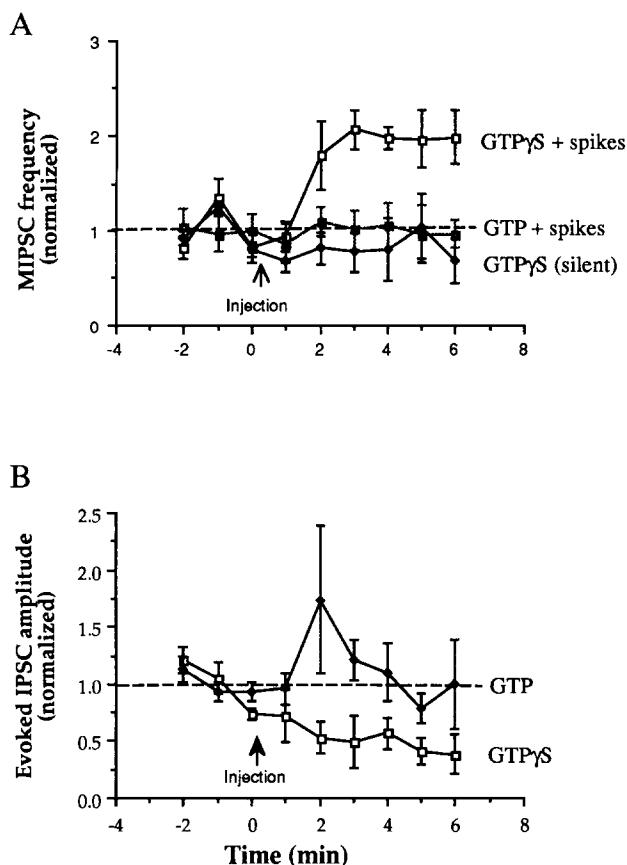 A
MIPSC frequency
(normalized)
3
2
1
0
GTPγS + spikes
GTP + spikes
GTPγS (silent)
Injection
-4 -2 0 2 4 6 8
B
Evoked IPSC amplitude
(normalized)
2.5
2.0
1.5
1.0
0.5
0.0
GTP
GTPγS
Injection
-4 -2 0 2 4 6 8
Time (min)